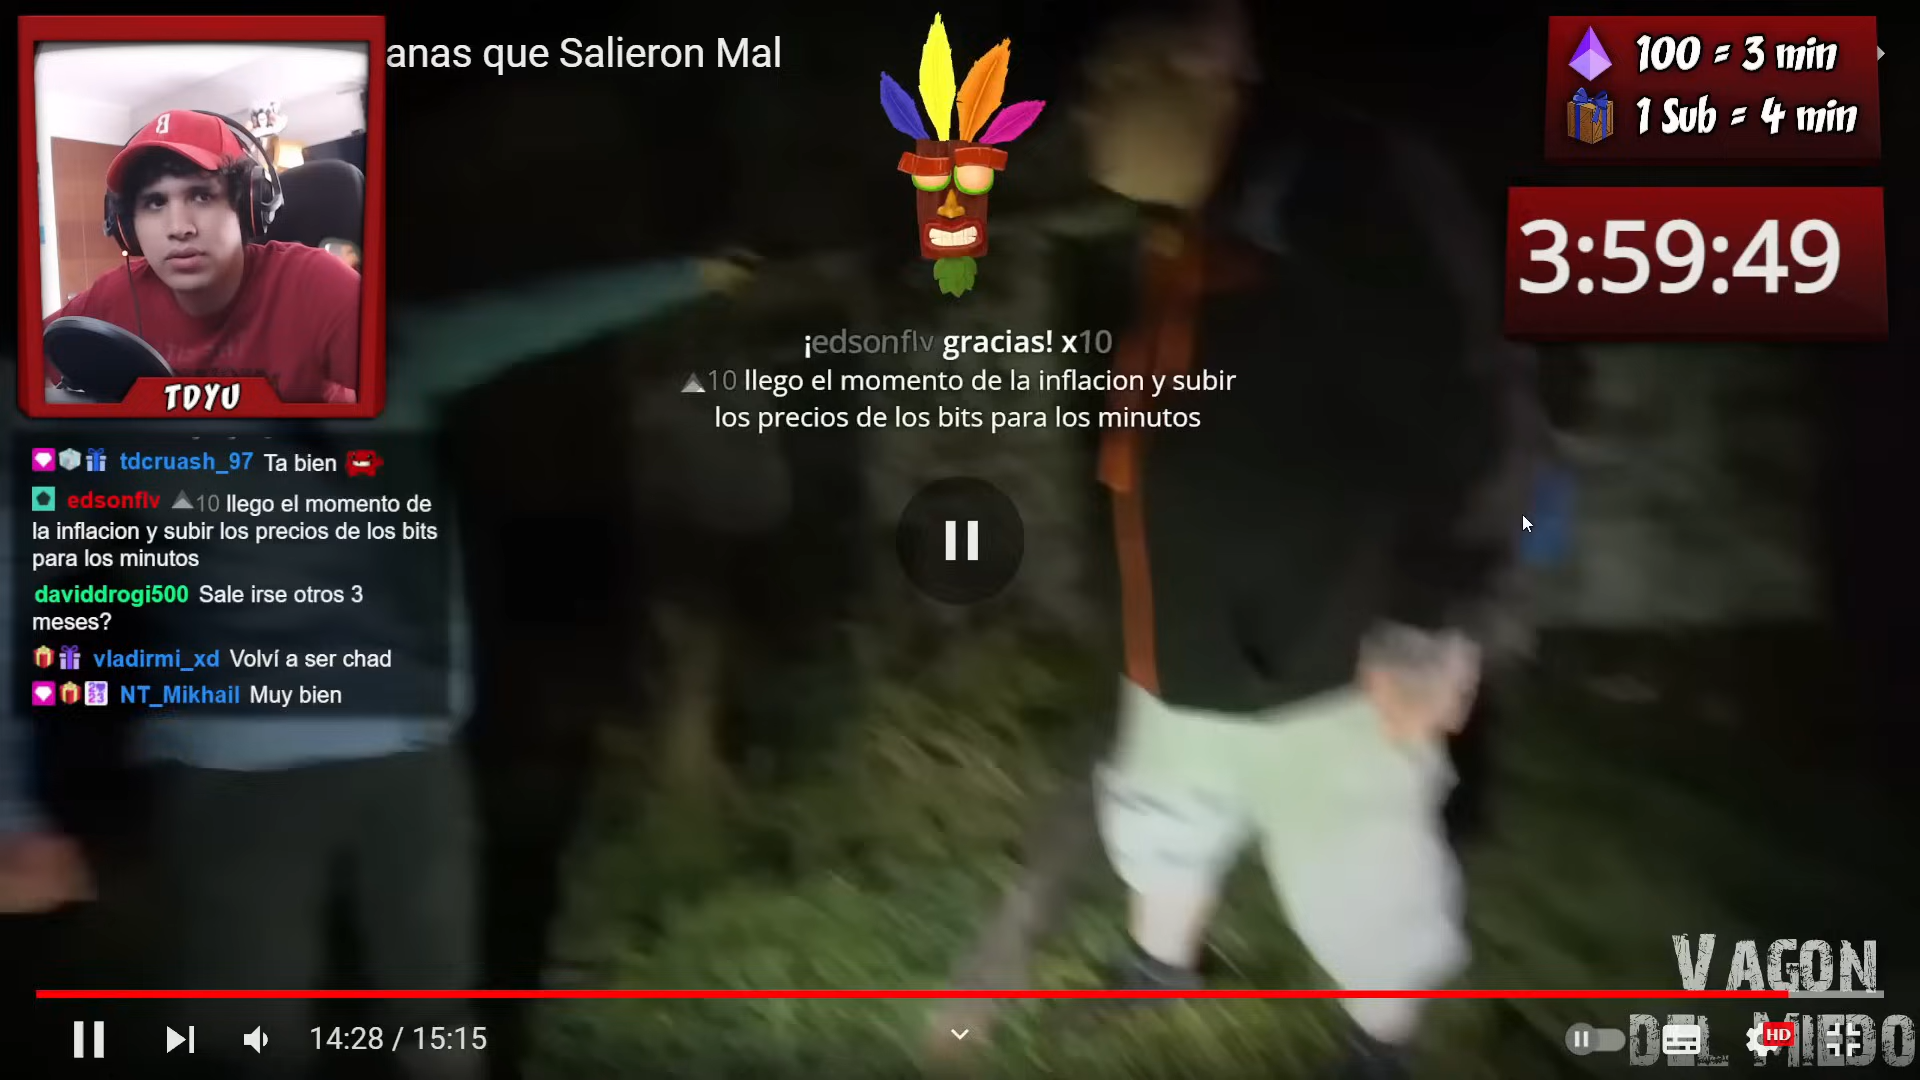 anas que Salieron Mal
100 = 3 min
1 Sub = 4 min
3:59:49
TDYU
¡edsonflv gracias! x10
10 llego el momento de la inflacion y subir
los precios de los bits para los minutos
tdcruash_97 Ta bien
edsonflv 10 llego el momento de
la inflacion y subir los precios de los bits
para los minutos
daviddrogi500 Sale irse otros 3
meses?
vladirmi_xd Volví a ser chad
NT_Mikhail Muy bien
VAGON
DEL MIEDO
14:28 / 15:15
HD